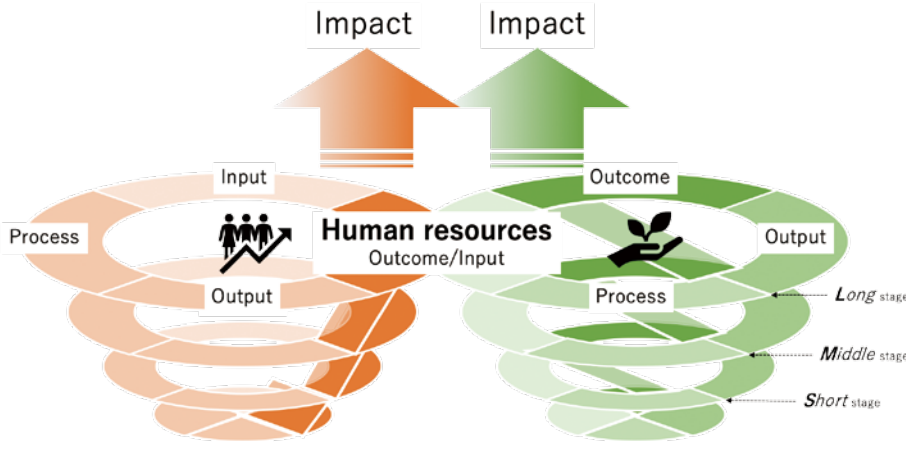 Impact
Impact
Input
Outcome
Process
Human resources
Outcome/Input
Output
Output
Process
Long stage
Middle stage
Short stage